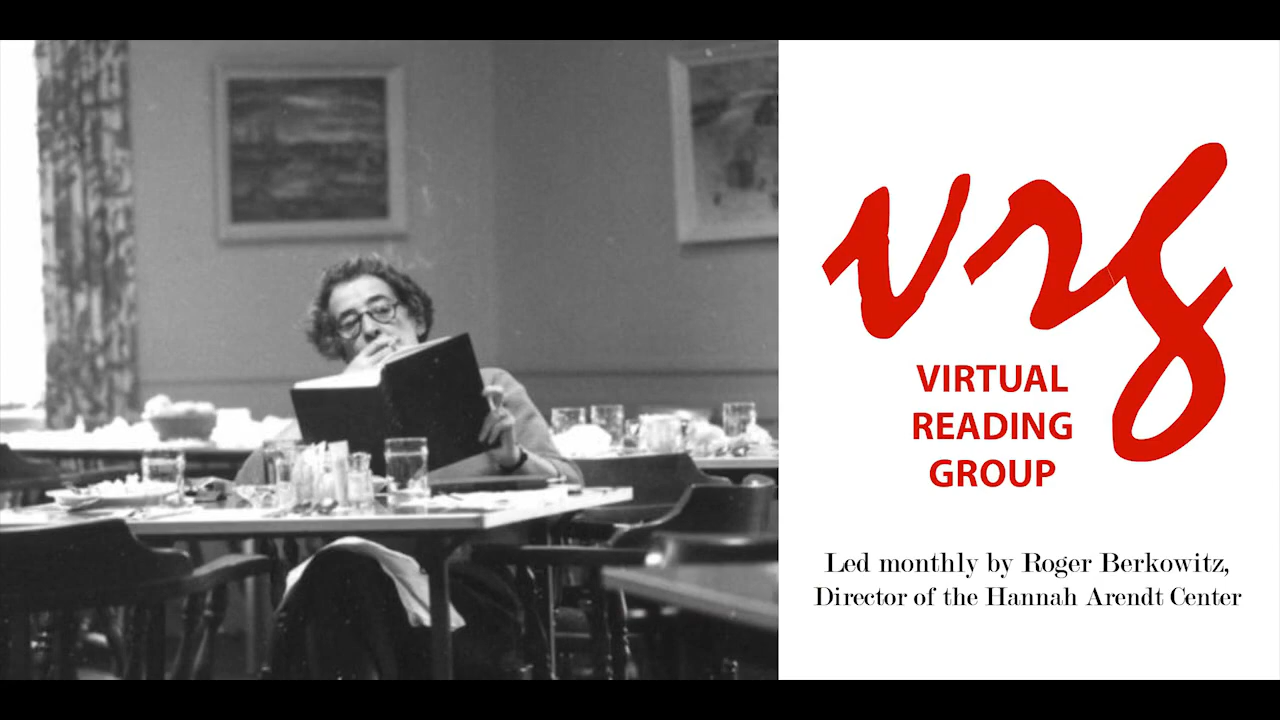 vrg
VIRTUAL
READING
GROUP
Led monthly by Roger Berkowitz,
Director of the Hannah Arendt Center